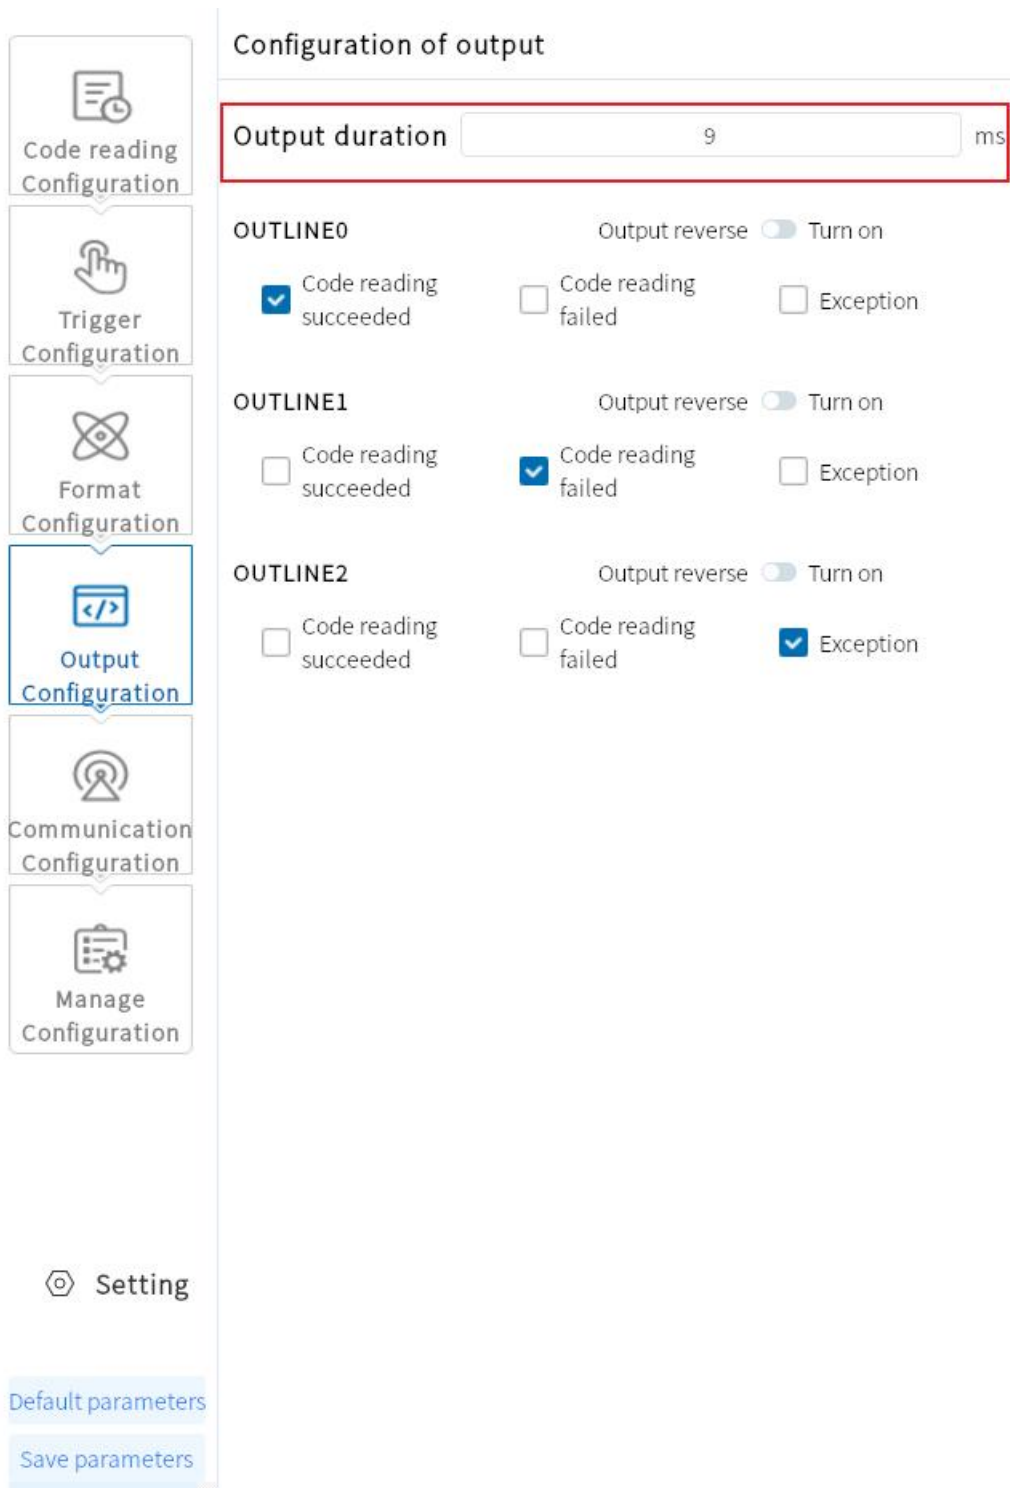 Code reading
Configuration
Trigger
Configuration
Format
Configuration
</>
Output
Configuration
Communication
Configuration
Manage
Configuration
Setting
Default parameters
Save parameters
Configuration of output
Output duration 9 ms
OUTLINE0 Output reverse Turn on
Code reading
succeeded
Code reading
failed
Exception
OUTLINE1 Output reverse Turn on
Code reading
succeeded
Code reading
failed
Exception
OUTLINE2 Output reverse Turn on
Code reading
succeeded
Code reading
failed
Exception